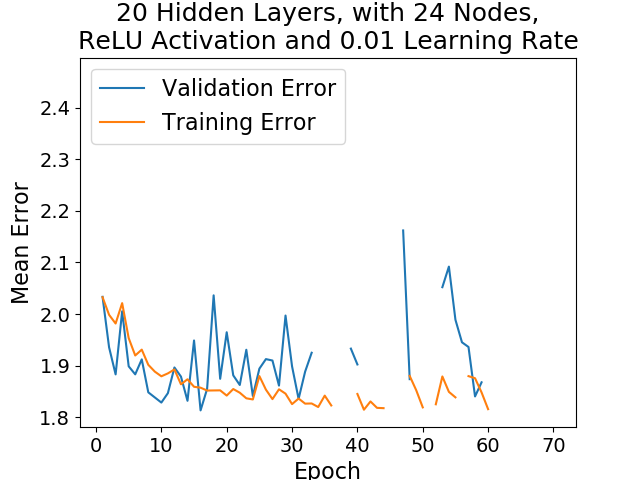 20 Hidden Layers, with 24 Nodes,
ReLU Activation and 0.01 Learning Rate
Validation Error
Training Error
2.4
2.3
2.2
2.1
2.0
1.9
1.8
Mean Error
0 10 20 30 40 50 60 70
Epoch